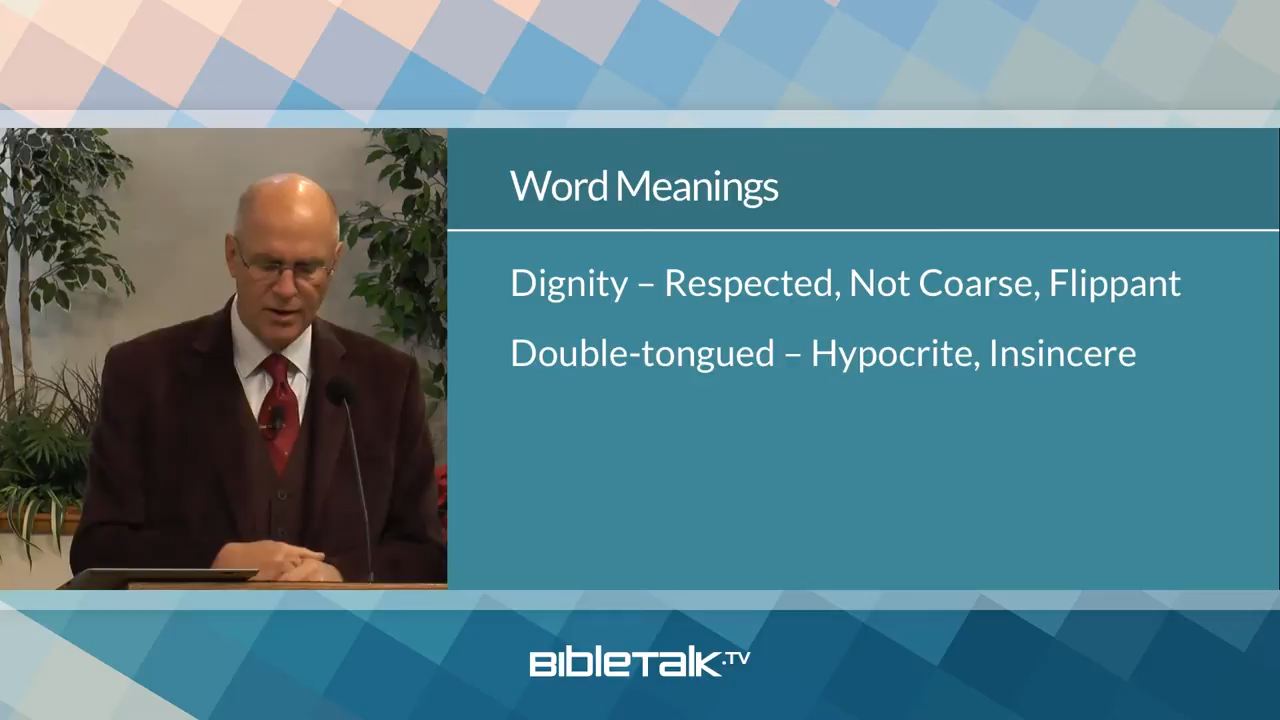 Word Meanings
Dignity – Respected, Not Coarse, Flippant
Double-tongued – Hypocrite, Insincere
BIBLETALK.TV